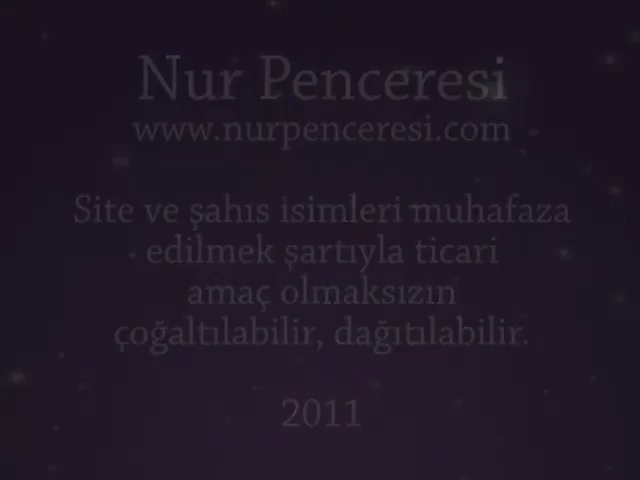 Nur Penceresi
www.nurpenceresi.com
Site ve şahıs isimleri muhafaza
edilmek şartıyla ticari
amaç olmaksızın
çoğaltılabilir, dağıtılabilir.
2011